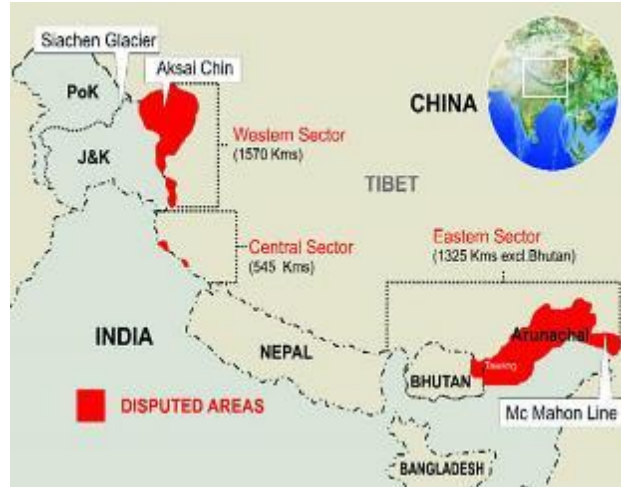 Siachen Glacier
Aksai Chin
PoK
CHINA
J&K
Western Sector
(1570 Kms)
TIBET
Central Sector
(545 Kms)
Eastern Sector
(1325 Kms excl.Bhutan)
INDIA
NEPAL
Arunachal
Tawang
BHUTAN
DISPUTED AREAS
Mc Mahon Line
BANGLADESH